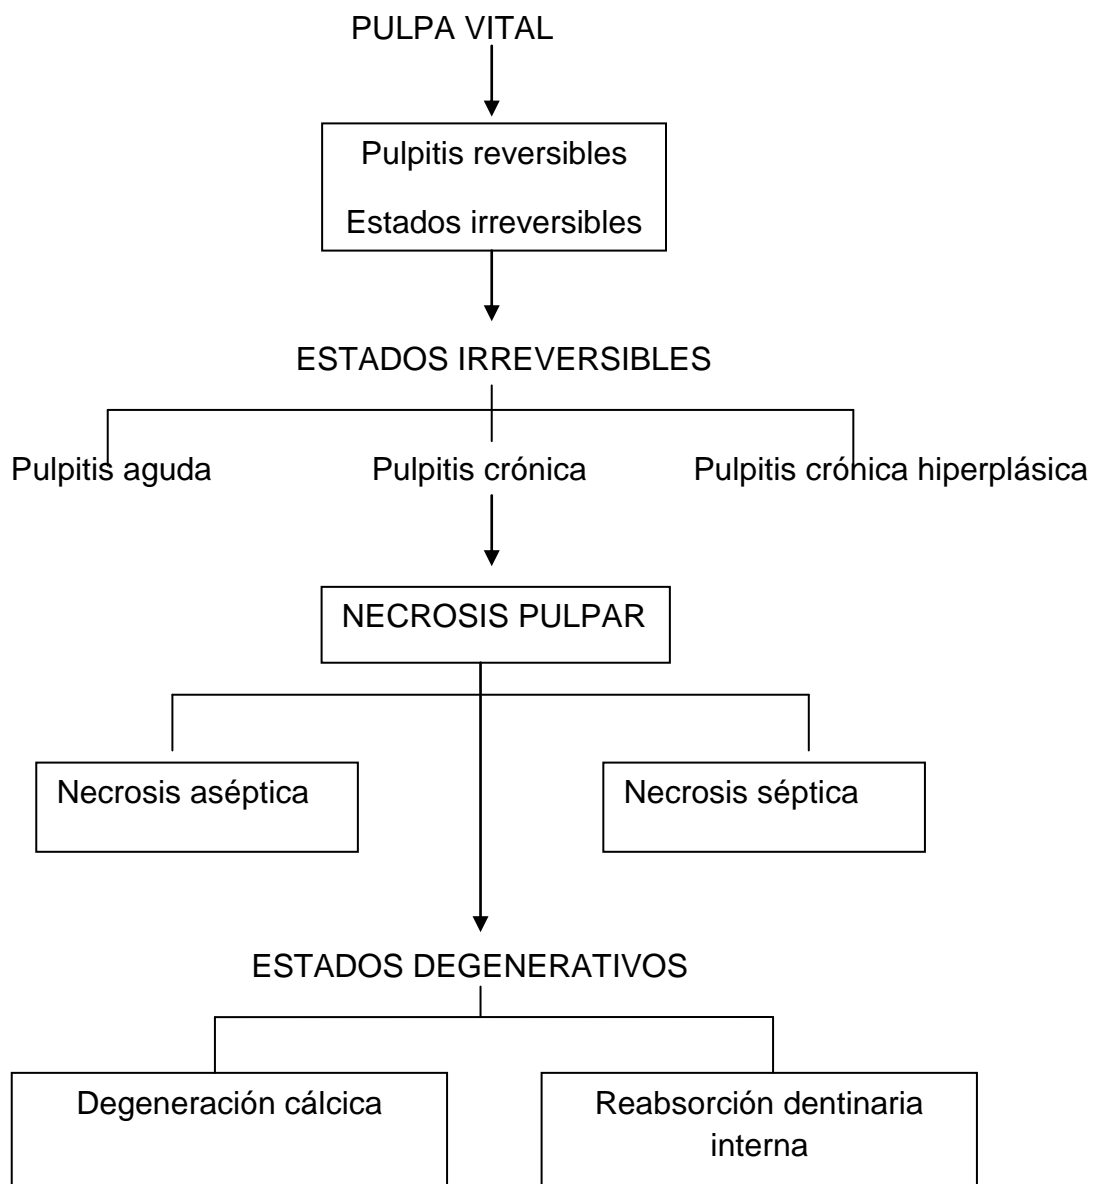 PULPA VITAL
Pulpitis reversibles
Estados irreversibles
ESTADOS IRREVERSIBLES
Pulpitis aguda
Pulpitis crónica
Pulpitis crónica hiperplásica
NECROSIS PULPAR
Necrosis aséptica
Necrosis séptica
ESTADOS DEGENERATIVOS
Degeneración cálcica
Reabsorción dentinaria
interna